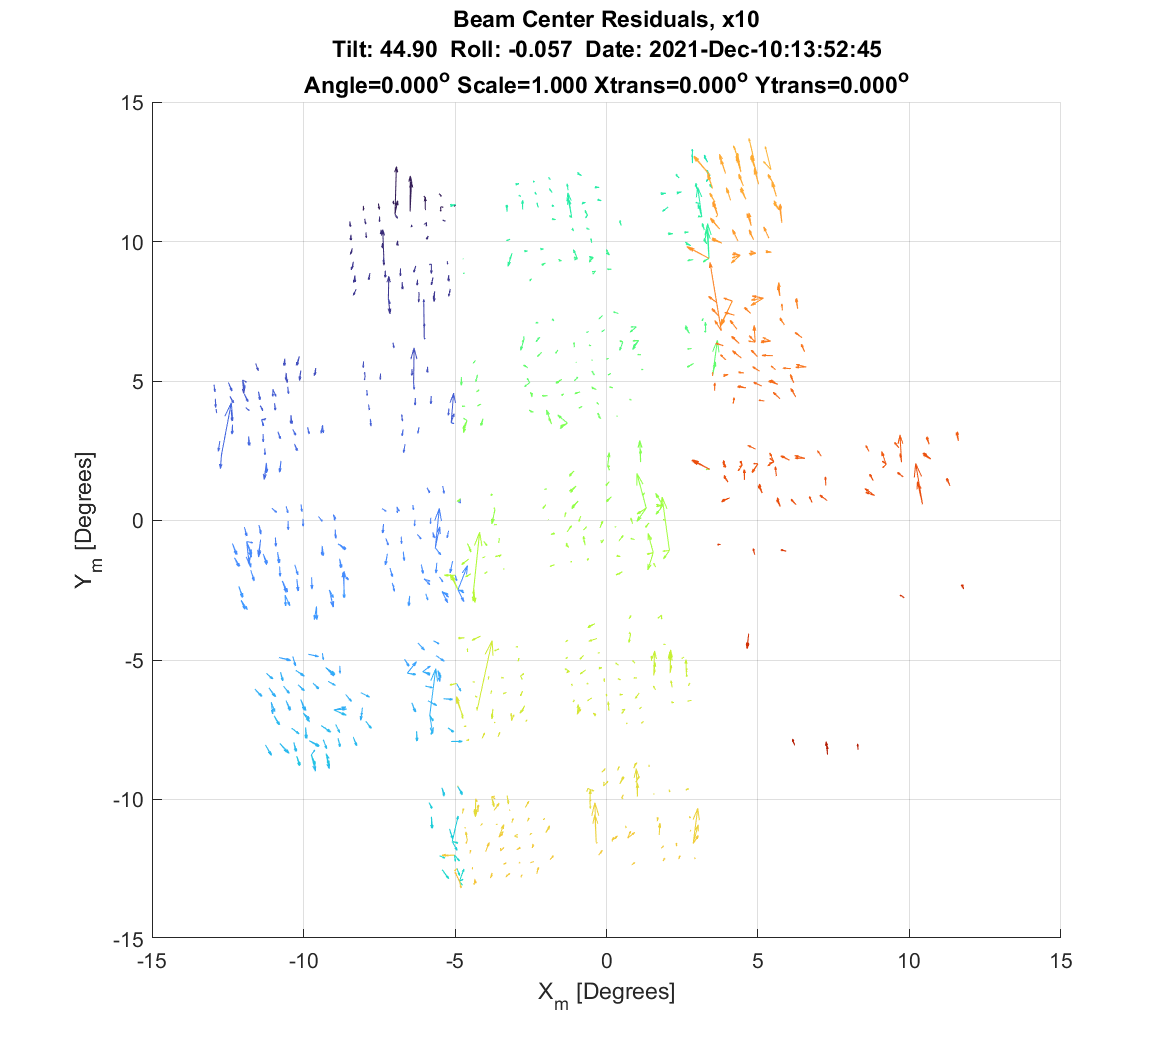 Beam Center Residuals, x10
Tilt: 44.90 Roll: -0.057 Date: 2021-Dec-10:13:52:45
Angle=0.000° Scale=1.000 Xtrans=0.000° Ytrans=0.000°
15
10
5
0
-5
-10
-15
Y_m [Degrees]
-15 -10 -5 0 5 10 15
X_m [Degrees]